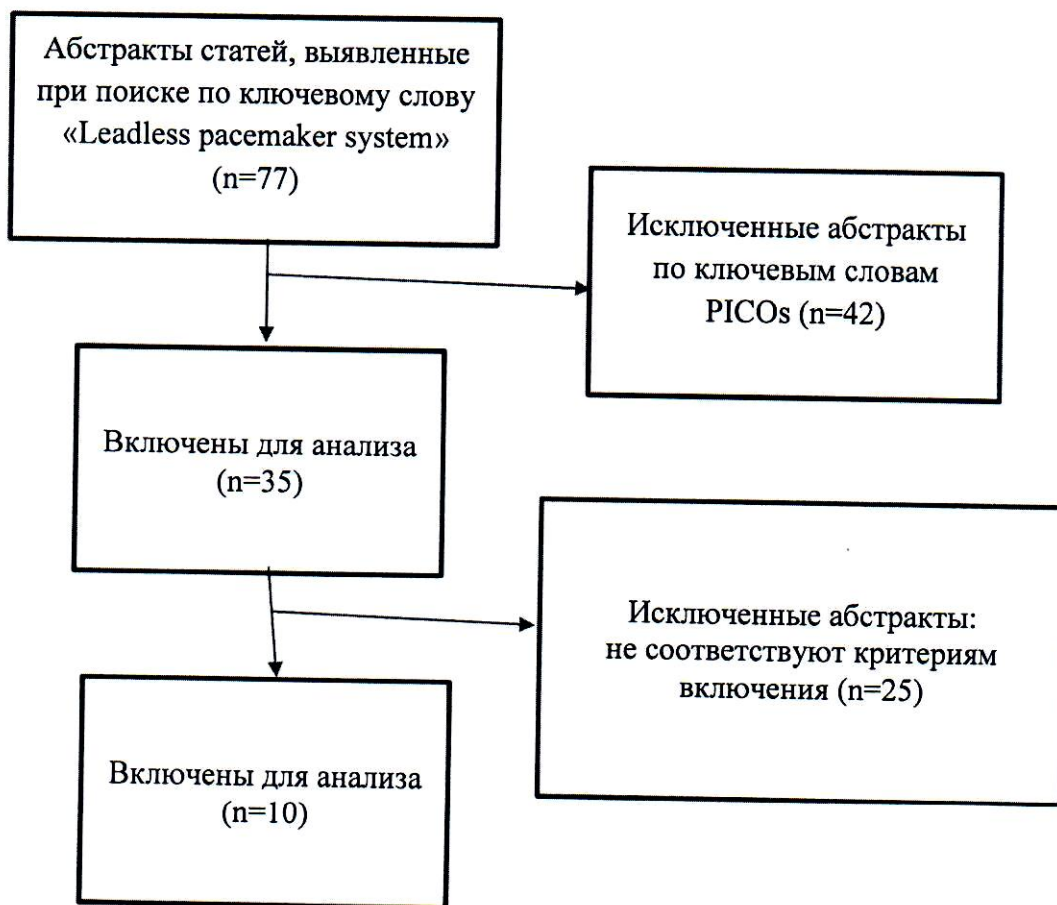 Абстракты статей, выявленные
при поиске по ключевому слову
«Leadless pacemaker system»
(n=77)
Исключенные абстракты
по ключевым словам
PICOs (n=42)
Включены для анализа
(n=35)
Исключенные абстракты:
не соответствуют критериям
включения (n=25)
Включены для анализа
(n=10)